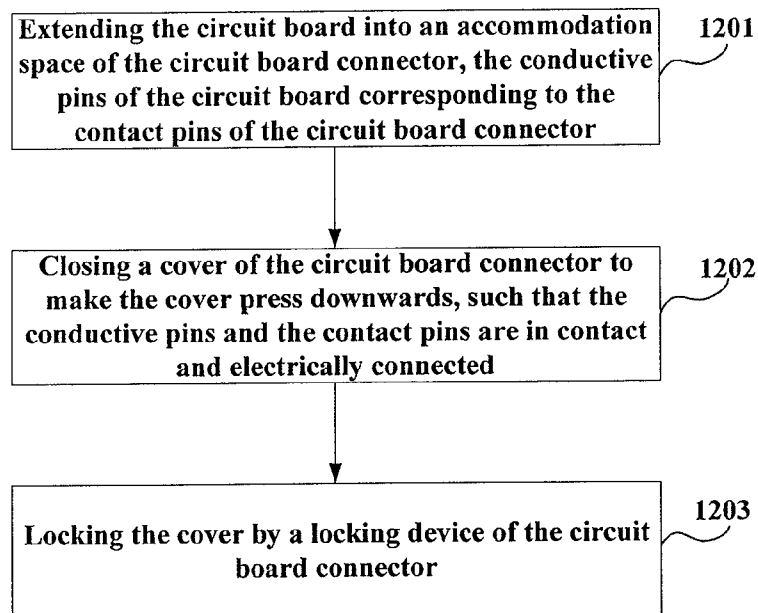 Extending the circuit board into an accommodation
space of the circuit board connector, the conductive
pins of the circuit board corresponding to the
contact pins of the circuit board connector
1201
Closing a cover of the circuit board connector to
make the cover press downwards, such that the
conductive pins and the contact pins are in contact
and electrically connected
1202
Locking the cover by a locking device of the circuit
board connector
1203